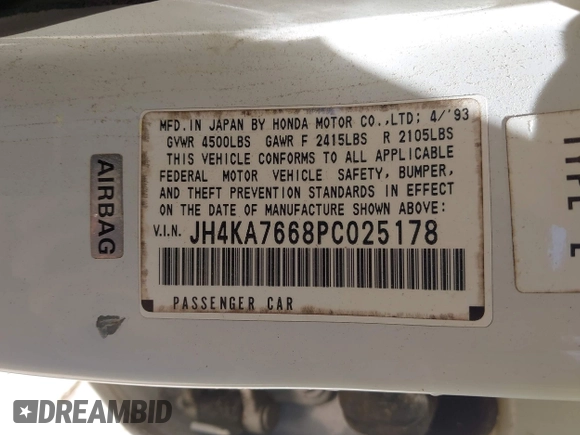 MFD.IN JAPAN BY HONDA MOTOR CO.,LTD; 4/'93
GVWR 4500LBS GAWR F 2415LBS R 2105LBS
THIS VEHICLE CONFORMS TO ALL APPLICABLE
FEDERAL MOTOR VEHICLE SAFETY, BUMPER,
AND THEFT PREVENTION STANDARDS IN EFFECT
ON THE DATE OF MANUFACTURE SHOWN ABOVE:
V.I.N. JH4KA7668PC025178
PASSENGER CAR
AIRBAG
TYPE E
DREAMBID